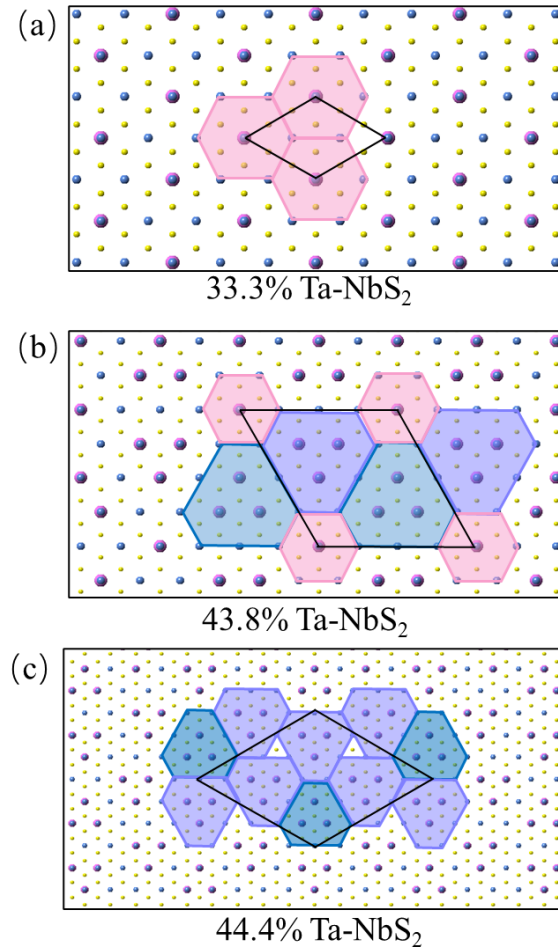 (a)
33.3% Ta-NbS₂
(b)
43.8% Ta-NbS₂
(c)
44.4% Ta-NbS₂